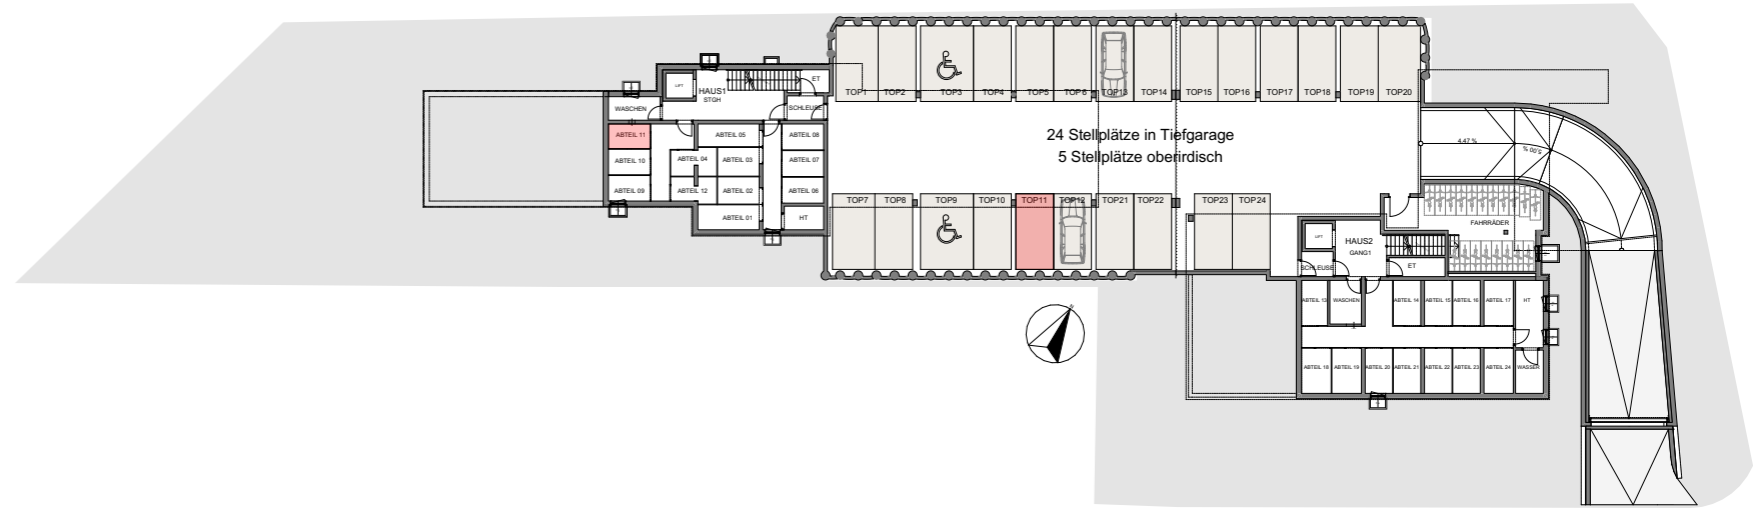 TOP1 TOP2 TOP3 TOP4 TOP5 TOP6 TOP13 TOP14 TOP15 TOP16 TOP17 TOP18 TOP19 TOP20
LIFT
HAUS1
STGH
ET
WASCHEN
SCHLEUSE
ABTEIL 11
ABTEIL 05
ABTEIL 08
ABTEIL 10
ABTEIL 04
ABTEIL 03
ABTEIL 07
ABTEIL 09
ABTEIL 12
ABTEIL 02
ABTEIL 06
ABTEIL 01
HT
24 Stellplätze in Tiefgarage
5 Stellplätze oberirdisch
4,47 %
5,00 %
TOP7 TOP8 TOP9 TOP10 TOP11 TOP12 TOP21 TOP22 TOP23 TOP24
FAHRRÄDER
LIFT
HAUS2
GANG1
SCHLEUSE
ET
ABTEIL 13 WASCHEN ABTEIL 14 ABTEIL 15 ABTEIL 16 ABTEIL 17 HT
ABTEIL 18 ABTEIL 19 ABTEIL 20 ABTEIL 21 ABTEIL 22 ABTEIL 23 ABTEIL 24 WASSER
N